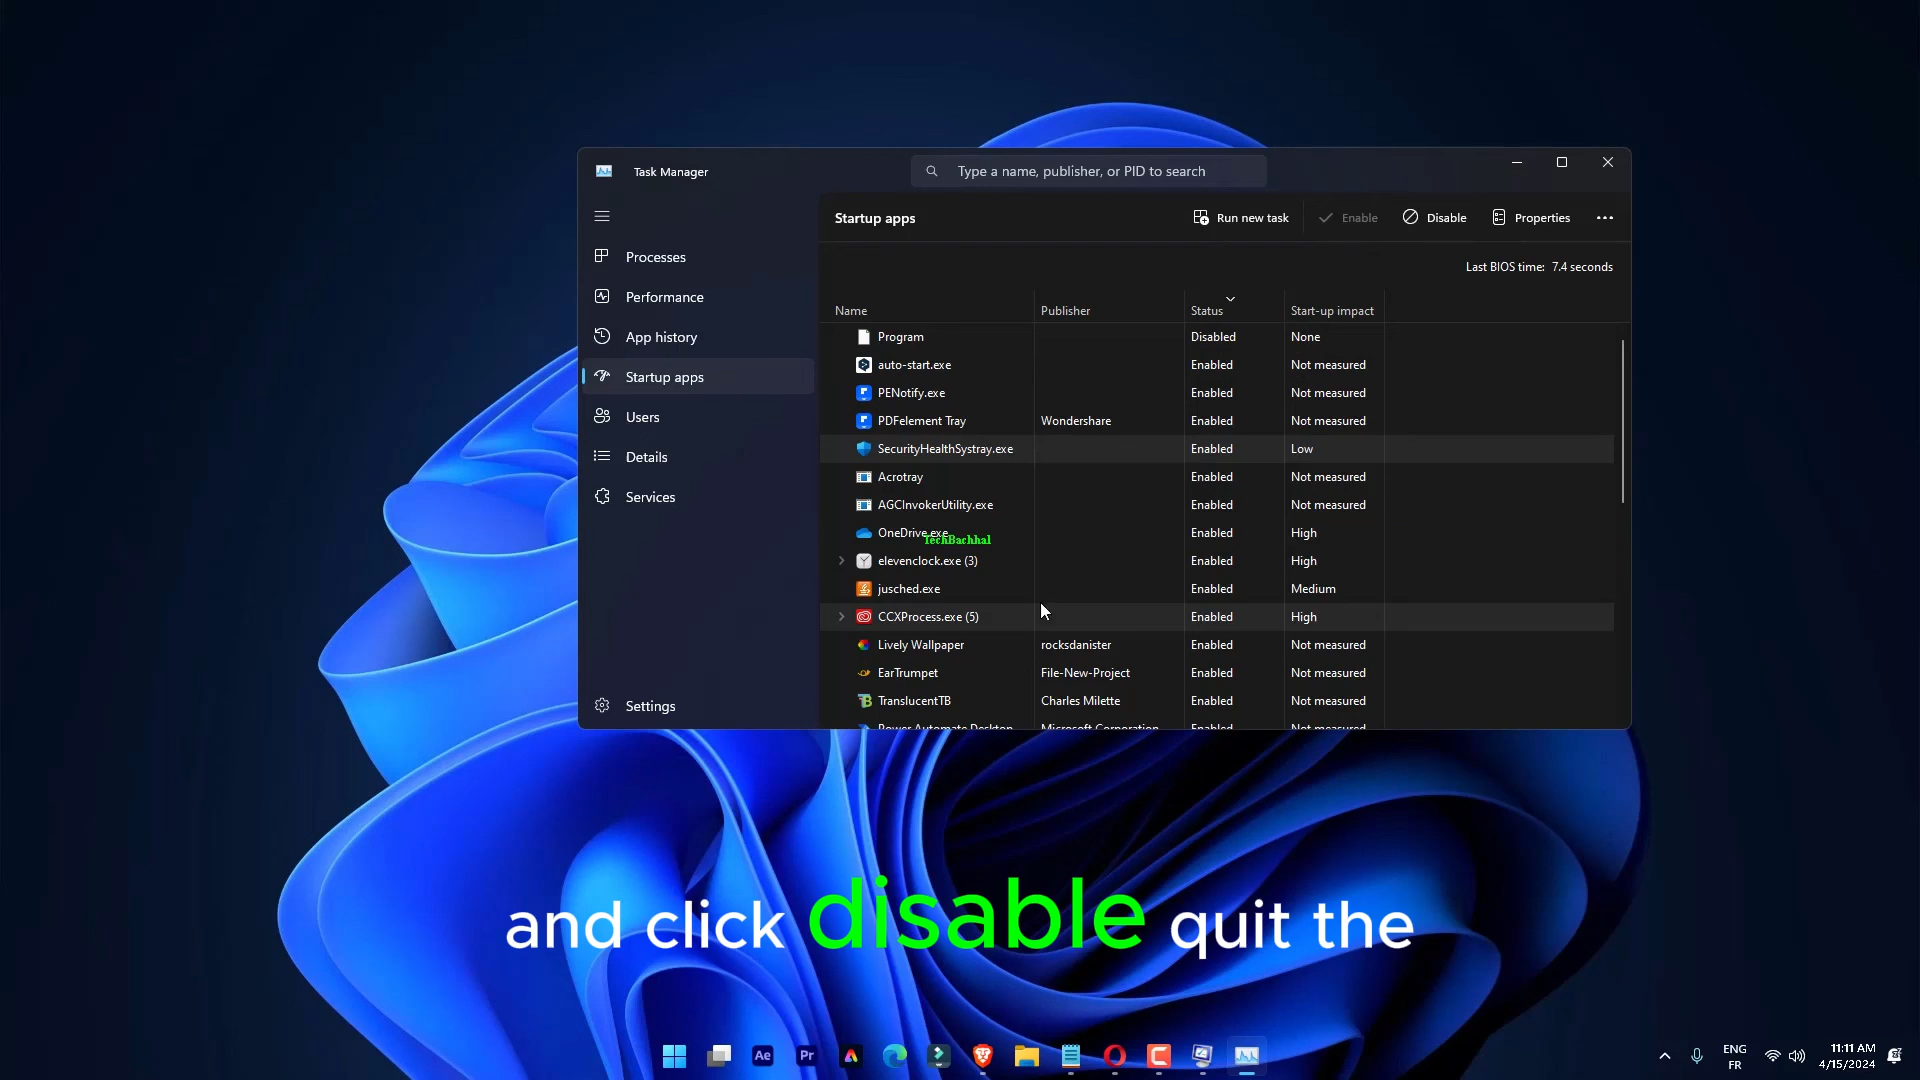 Task Manager
Type a name, publisher, or PID to search
Startup apps
Run new task
Enable
Disable
Properties
Processes
Performance
App history
Startup apps
Users
Details
Services
Settings
Last BIOS time: 7.4 seconds
Name Publisher Status Start-up impact
Program Disabled None
auto-start.exe Enabled Not measured
PENotify.exe Enabled Not measured
PDFelement Tray Wondershare Enabled Not measured
SecurityHealthSystray.exe Enabled Low
Acrotray Enabled Not measured
AGCInvokerUtility.exe Enabled Not measured
OneDrive.exe Enabled High
TechBachhal
elevenclock.exe (3) Enabled High
jusched.exe Enabled Medium
CCXProcess.exe (5) Enabled High
Lively Wallpaper rocksdanister Enabled Not measured
EarTrumpet File-New-Project Enabled Not measured
TranslucentTB Charles Milette Enabled Not measured
Power Automate Desktop Microsoft Corporation Enabled Not measured
and click disable quit the
Ae
Pr
ENG
FR
11:11 AM
4/15/2024